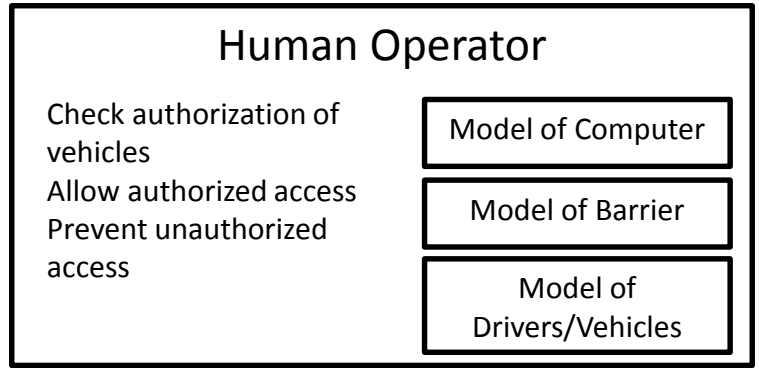 Human Operator
Check authorization of
vehicles
Allow authorized access
Prevent unauthorized
access
Model of Computer
Model of Barrier
Model of
Drivers/Vehicles